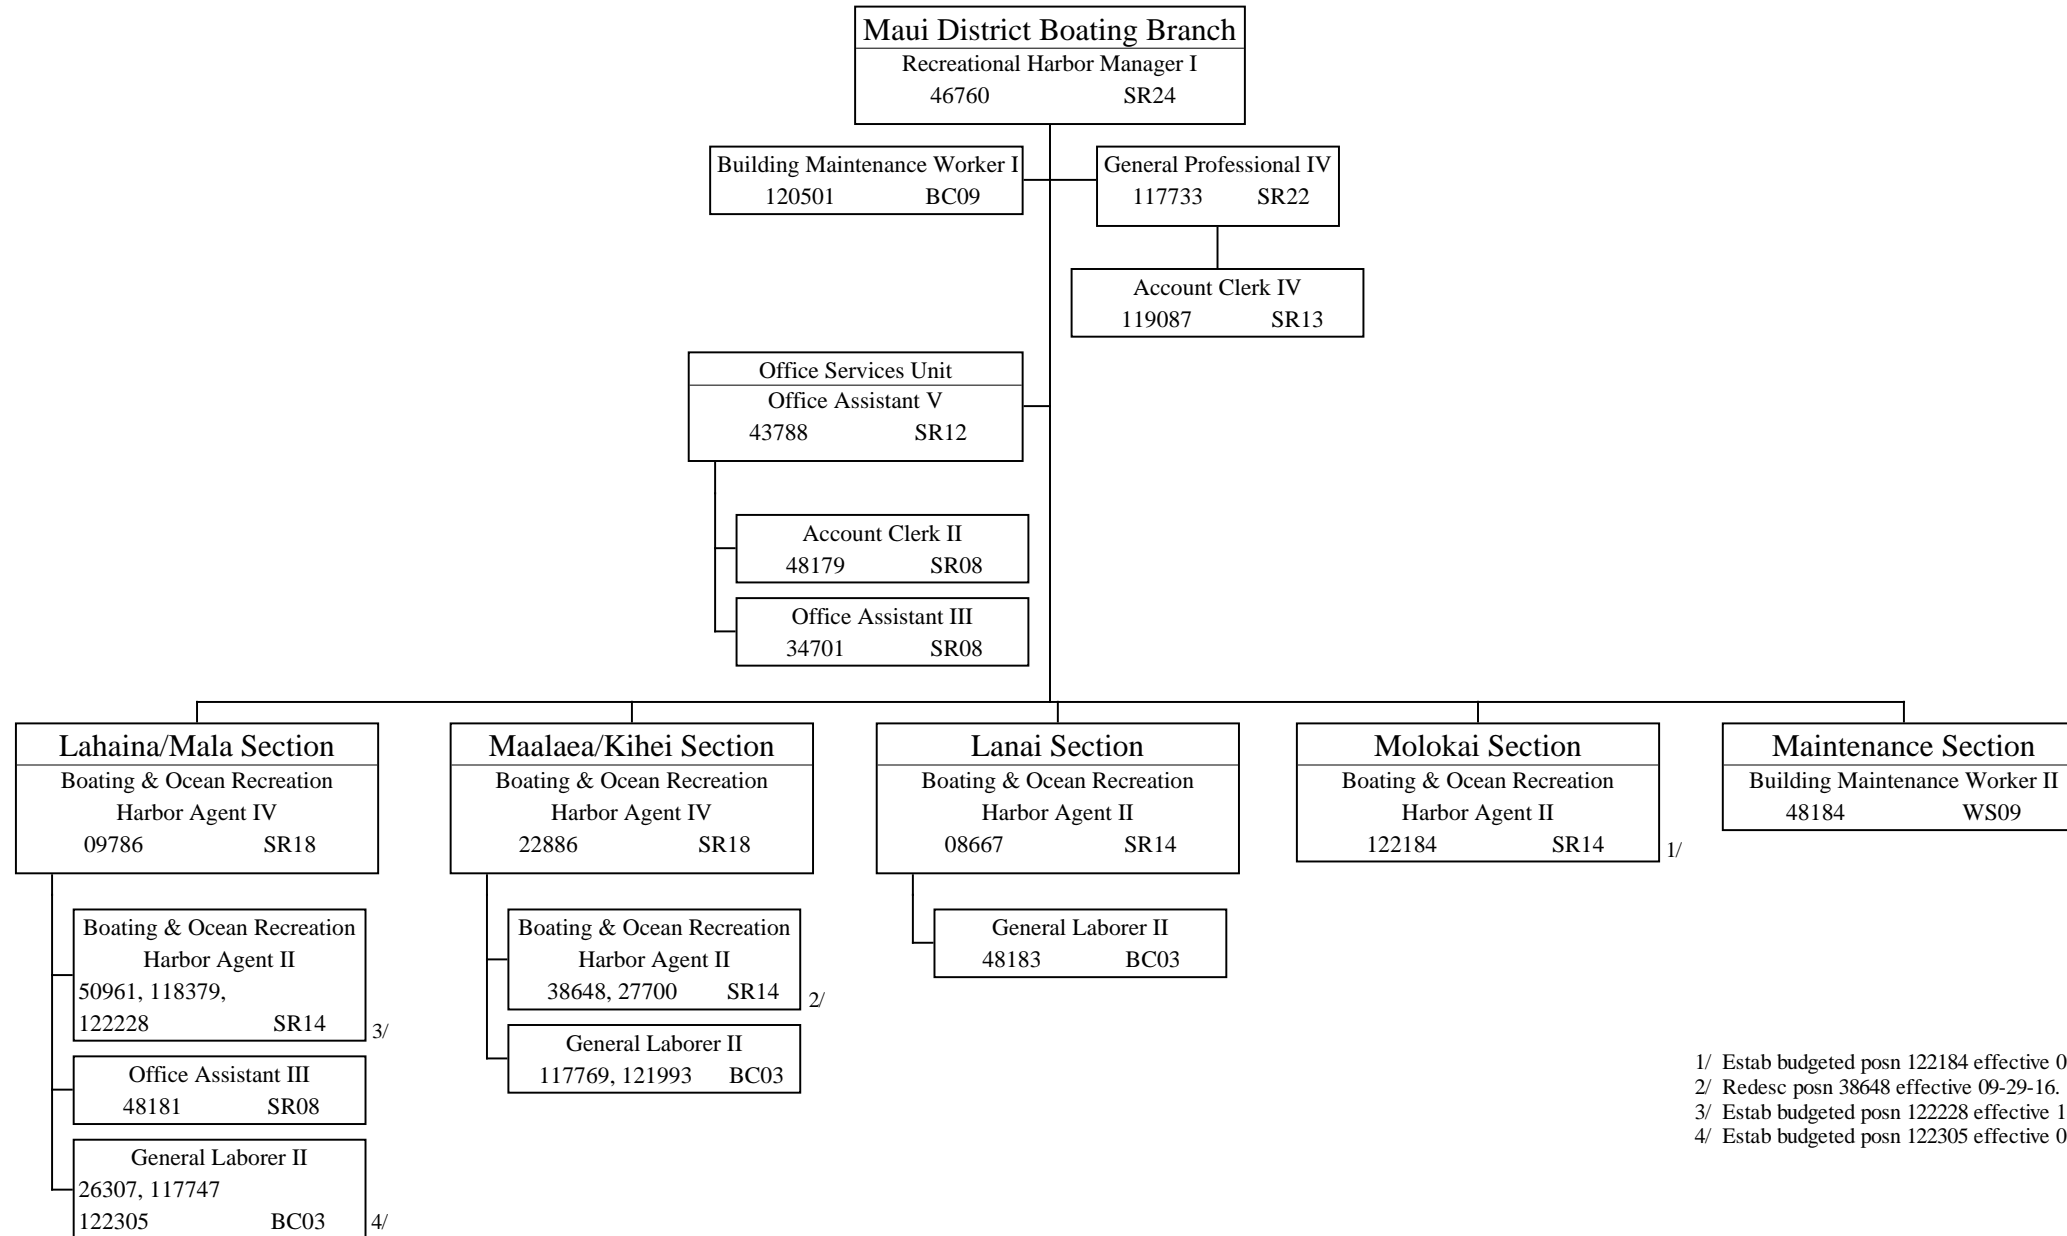 Maui District Boating Branch
Recreational Harbor Manager I
46760 SR24
Building Maintenance Worker I
120501 BC09
General Professional IV
117733 SR22
Account Clerk IV
119087 SR13
Office Services Unit
Office Assistant V
43788 SR12
Account Clerk II
48179 SR08
Office Assistant III
34701 SR08
Lahaina/Mala Section
Boating & Ocean Recreation
Harbor Agent IV
09786 SR18
Boating & Ocean Recreation
Harbor Agent II
50961, 118379,
122228 SR14 3/
Office Assistant III
48181 SR08
General Laborer II
26307, 117747
122305 BC03 4/
Maalaea/Kihei Section
Boating & Ocean Recreation
Harbor Agent IV
22886 SR18
Boating & Ocean Recreation
Harbor Agent II
38648, 27700 SR14 2/
General Laborer II
117769, 121993 BC03
Lanai Section
Boating & Ocean Recreation
Harbor Agent II
08667 SR14
General Laborer II
48183 BC03
Molokai Section
Boating & Ocean Recreation
Harbor Agent II
122184 SR14 1/
Maintenance Section
Building Maintenance Worker II
48184 WS09
1/ Estab budgeted posn 122184 effective 0
2/ Redesc posn 38648 effective 09-29-16.
3/ Estab budgeted posn 122228 effective 1
4/ Estab budgeted posn 122305 effective 0